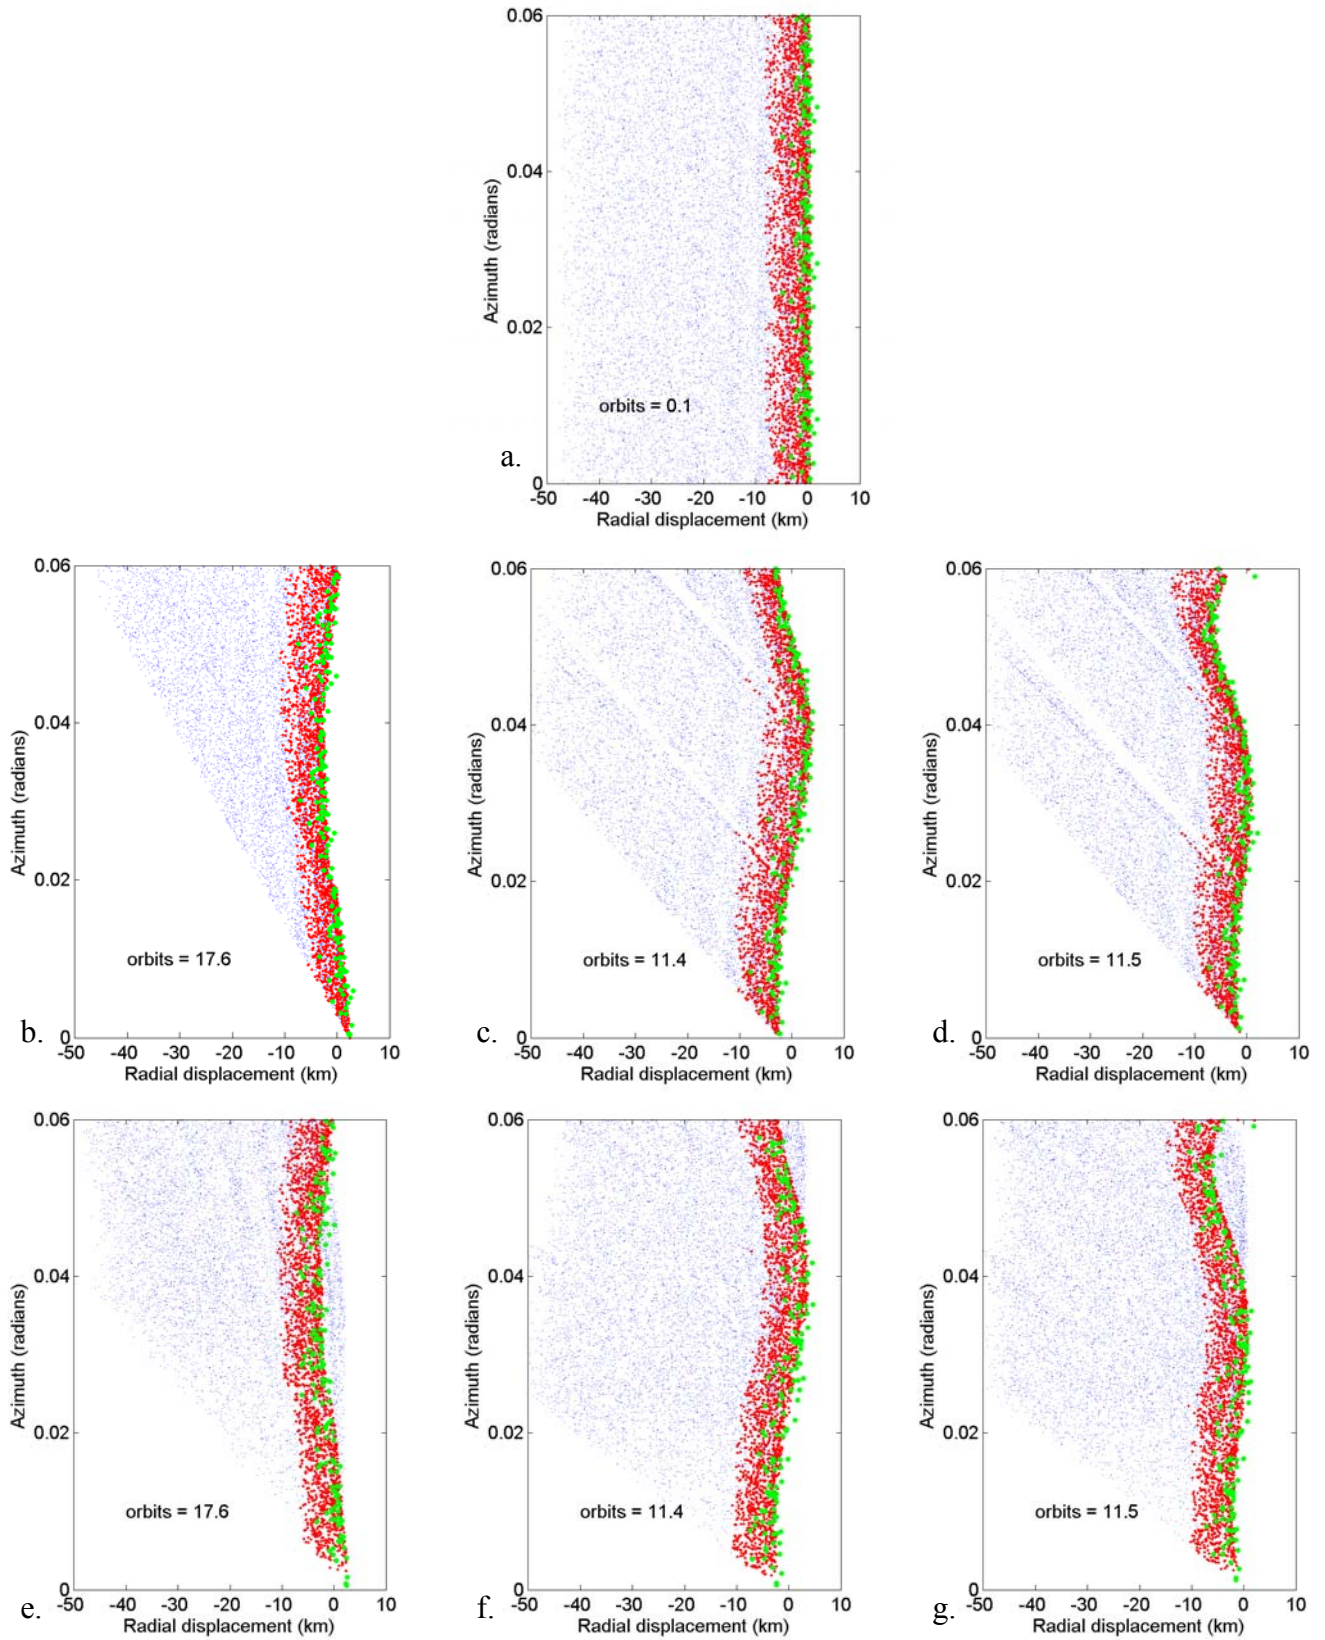 0.06
0.04
Azimuth (radians)
0.02
orbits = 0.1
a.
0
-50 -40 -30 -20 -10 0 10
Radial displacement (km)
0.06 0.06 0.06
0.04 0.04 0.04
Azimuth (radians) Azimuth (radians) Azimuth (radians)
0.02 0.02 0.02
orbits = 17.6 orbits = 11.4 orbits = 11.5
b. 0 c. 0 d. 0
-50 -40 -30 -20 -10 0 10 -50 -40 -30 -20 -10 0 10 -50 -40 -30 -20 -10 0 10
Radial displacement (km) Radial displacement (km) Radial displacement (km)
0.06 0.06 0.06
0.04 0.04 0.04
Azimuth (radians) Azimuth (radians) Azimuth (radians)
0.02 0.02 0.02
orbits = 17.6 orbits = 11.4 orbits = 11.5
e. 0 f. 0 g. 0
-50 -40 -30 -20 -10 0 10 -50 -40 -30 -20 -10 0 10 -50 -40 -30 -20 -10 0 10
Radial displacement (km) Radial displacement (km) Radial displacement (km)